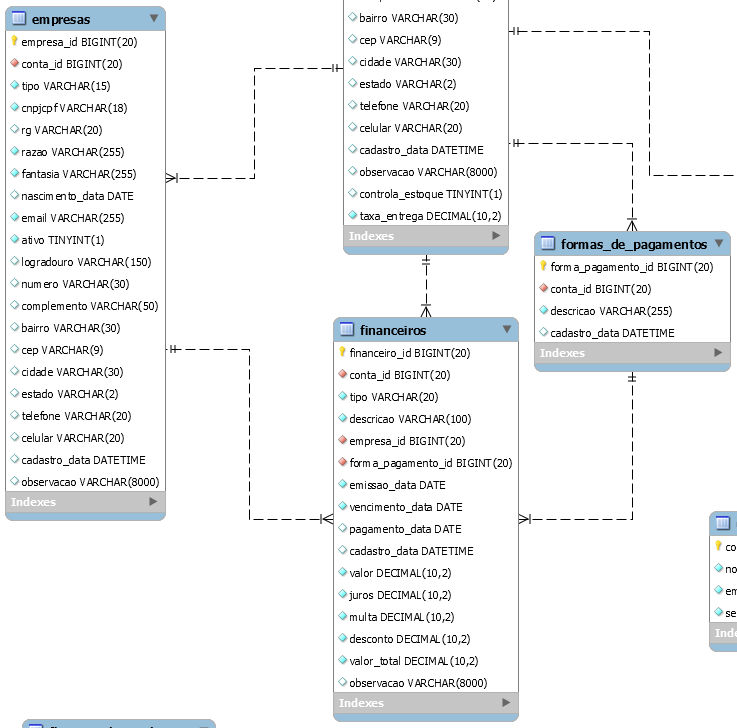 empresas
empresa_id BIGINT(20)
conta_id BIGINT(20)
tipo VARCHAR(15)
cnpjcpf VARCHAR(18)
rg VARCHAR(20)
razao VARCHAR(255)
fantasia VARCHAR(255)
nascimento_data DATE
email VARCHAR(255)
ativo TINYINT(1)
logradouro VARCHAR(150)
numero VARCHAR(30)
complemento VARCHAR(50)
bairro VARCHAR(30)
cep VARCHAR(9)
cidade VARCHAR(30)
estado VARCHAR(2)
telefone VARCHAR(20)
celular VARCHAR(20)
cadastro_data DATETIME
observacao VARCHAR(8000)
Indexes
bairro VARCHAR(30)
cep VARCHAR(9)
cidade VARCHAR(30)
estado VARCHAR(2)
telefone VARCHAR(20)
celular VARCHAR(20)
cadastro_data DATETIME
observacao VARCHAR(8000)
controla_estoque TINYINT(1)
taxa_entrega DECIMAL(10,2)
Indexes
formas_de_pagamentos
forma_pagamento_id BIGINT(20)
conta_id BIGINT(20)
descricao VARCHAR(255)
cadastro_data DATETIME
Indexes
financeiros
financeiro_id BIGINT(20)
conta_id BIGINT(20)
tipo VARCHAR(20)
descricao VARCHAR(100)
empresa_id BIGINT(20)
forma_pagamento_id BIGINT(20)
emissao_data DATE
vencimento_data DATE
pagamento_data DATE
cadastro_data DATETIME
valor DECIMAL(10,2)
juros DECIMAL(10,2)
multa DECIMAL(10,2)
desconto DECIMAL(10,2)
valor_total DECIMAL(10,2)
observacao VARCHAR(8000)
Indexes
co
no
em
se
Inde